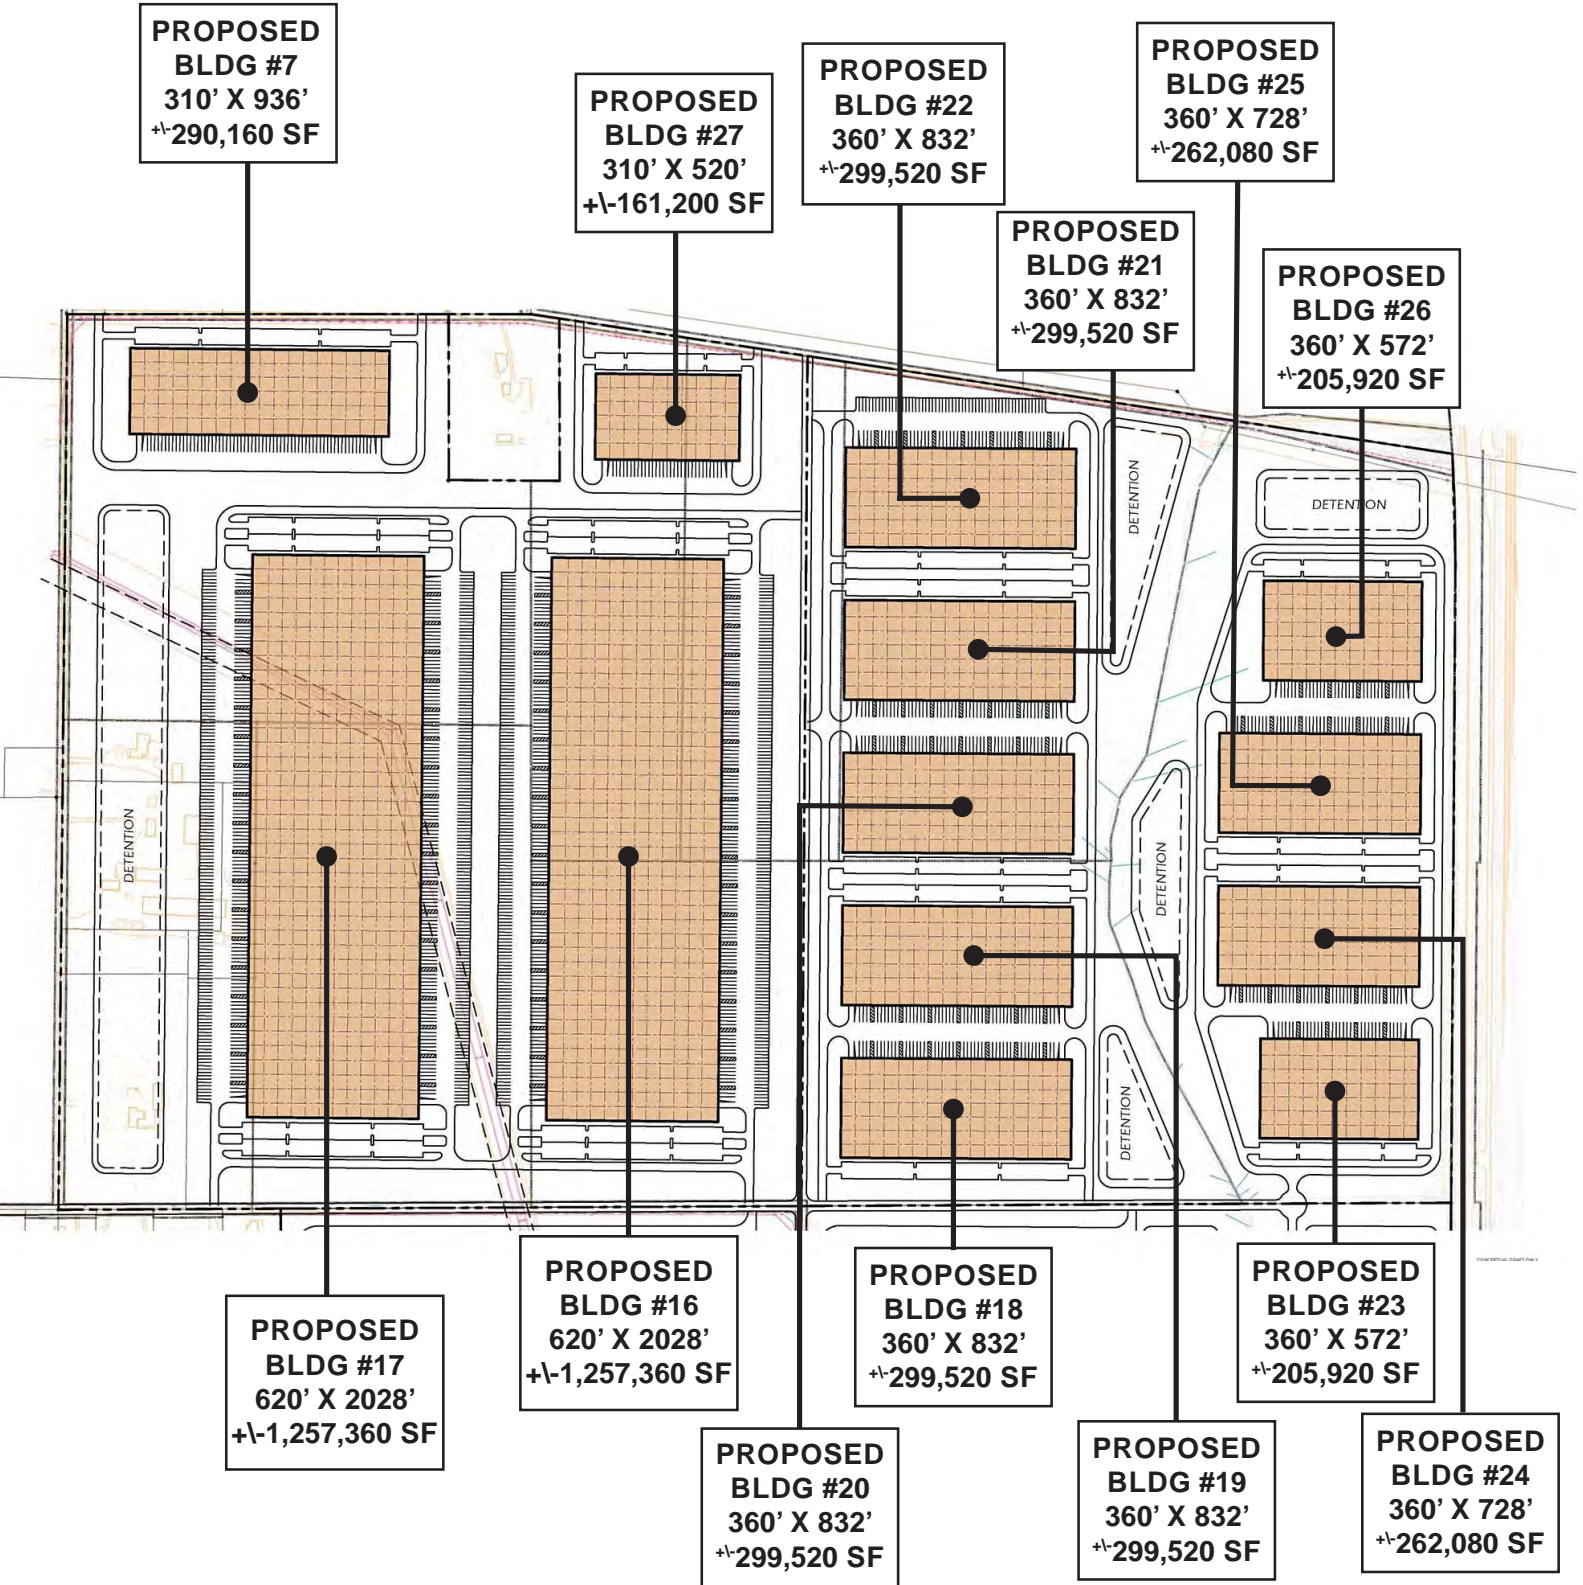 PROPOSED
BLDG #7
310’ X 936’
+\-290,160 SF
PROPOSED
BLDG #27
310’ X 520’
+\-161,200 SF
PROPOSED
BLDG #22
360’ X 832’
+\-299,520 SF
PROPOSED
BLDG #25
360’ X 728’
+\-262,080 SF
PROPOSED
BLDG #21
360’ X 832’
+\-299,520 SF
PROPOSED
BLDG #26
360’ X 572’
+\-205,920 SF
DETENTION
DETENTION
DETENTION
DETENTION
DETENTION
PROPOSED
BLDG #17
620’ X 2028’
+\-1,257,360 SF
PROPOSED
BLDG #16
620’ X 2028’
+\-1,257,360 SF
PROPOSED
BLDG #18
360’ X 832’
+\-299,520 SF
PROPOSED
BLDG #23
360’ X 572’
+\-205,920 SF
PROPOSED
BLDG #20
360’ X 832’
+\-299,520 SF
PROPOSED
BLDG #19
360’ X 832’
+\-299,520 SF
PROPOSED
BLDG #24
360’ X 728’
+\-262,080 SF